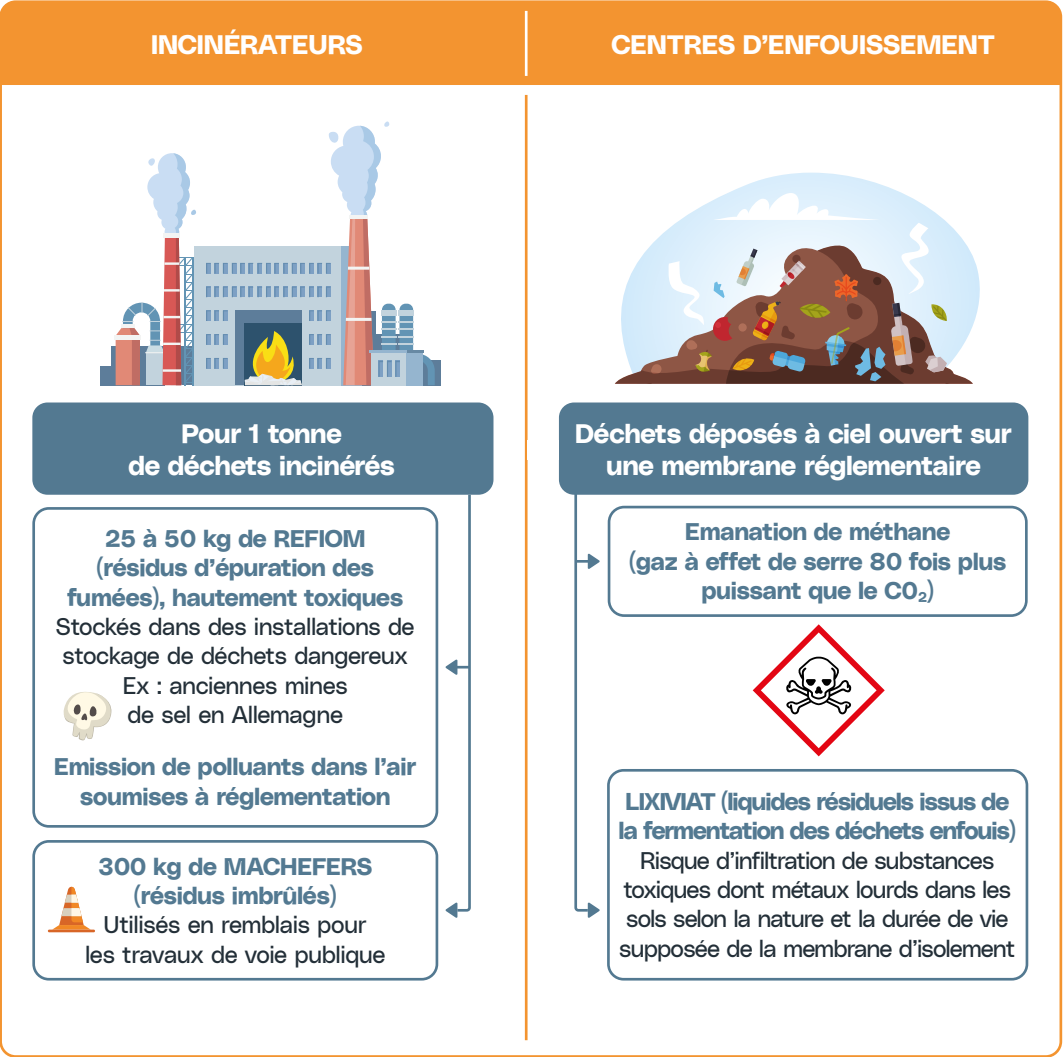 INCINÉRATEURS
CENTRES D'ENFOUISSEMENT
Pour 1 tonne
de déchets incinérés
25 à 50 kg de REFIOM
(résidus d'épuration des
fumées), hautement toxiques
Stockés dans des installations de
stockage de déchets dangereux
Ex : anciennes mines
de sel en Allemagne
Emission de polluants dans l'air
soumises à réglementation
300 kg de MACHEFERS
(résidus imbrûlés)
Utilisés en remblais pour
les travaux de voie publique
Déchets déposés à ciel ouvert sur
une membrane réglementaire
Emanation de méthane
(gaz à effet de serre 80 fois plus
puissant que le C0₂)
LIXIVIAT (liquides résiduels issus de
la fermentation des déchets enfouis)
Risque d'infiltration de substances
toxiques dont métaux lourds dans les
sols selon la nature et la durée de vie
supposée de la membrane d'isolement